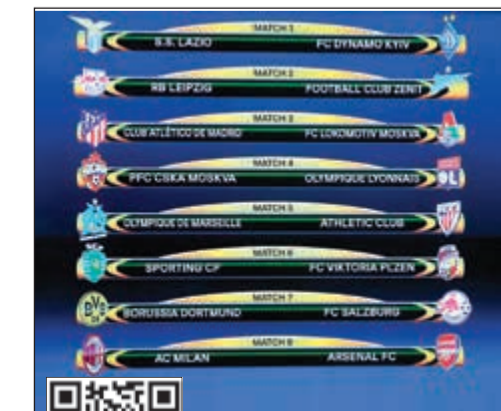 MATCH 1
S.S. LAZIO FC DYNAMO KYIV
MATCH 2
RB LEIPZIG FOOTBALL CLUB ZENIT
MATCH 3
CLUB ATLÉTICO DE MADRID FC LOKOMOTIV MOSKVA
MATCH 4
PFC CSKA MOSKVA OLYMPIQUE LYONNAIS
OL
MATCH 5
OLYMPIQUE DE MARSEILLE ATHLETIC CLUB
MATCH 6
SPORTING CP FC VIKTORIA PLZEN
MATCH 7
BVB BORUSSIA DORTMUND FC SALZBURG
MATCH 8
AC MILAN ARSENAL FC